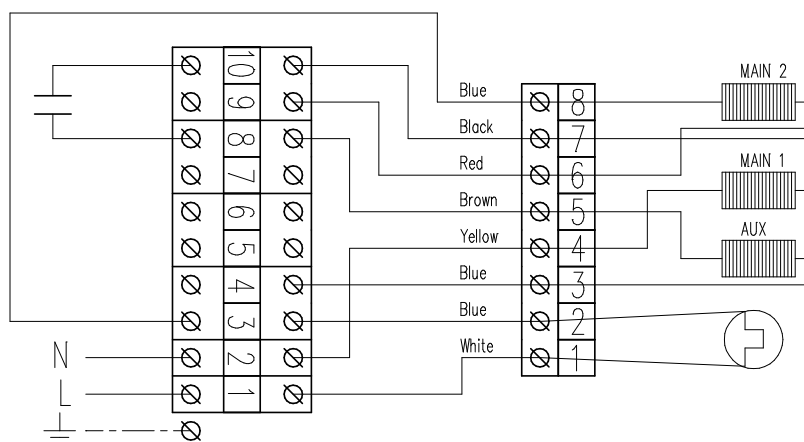 MAIN 2
Blue
10
9
8
7
6
5
4
3
2
1
Black
Red
Brown
Yellow
Blue
Blue
White
8
7
6
5
4
3
2
1
MAIN 1
AUX
N
L